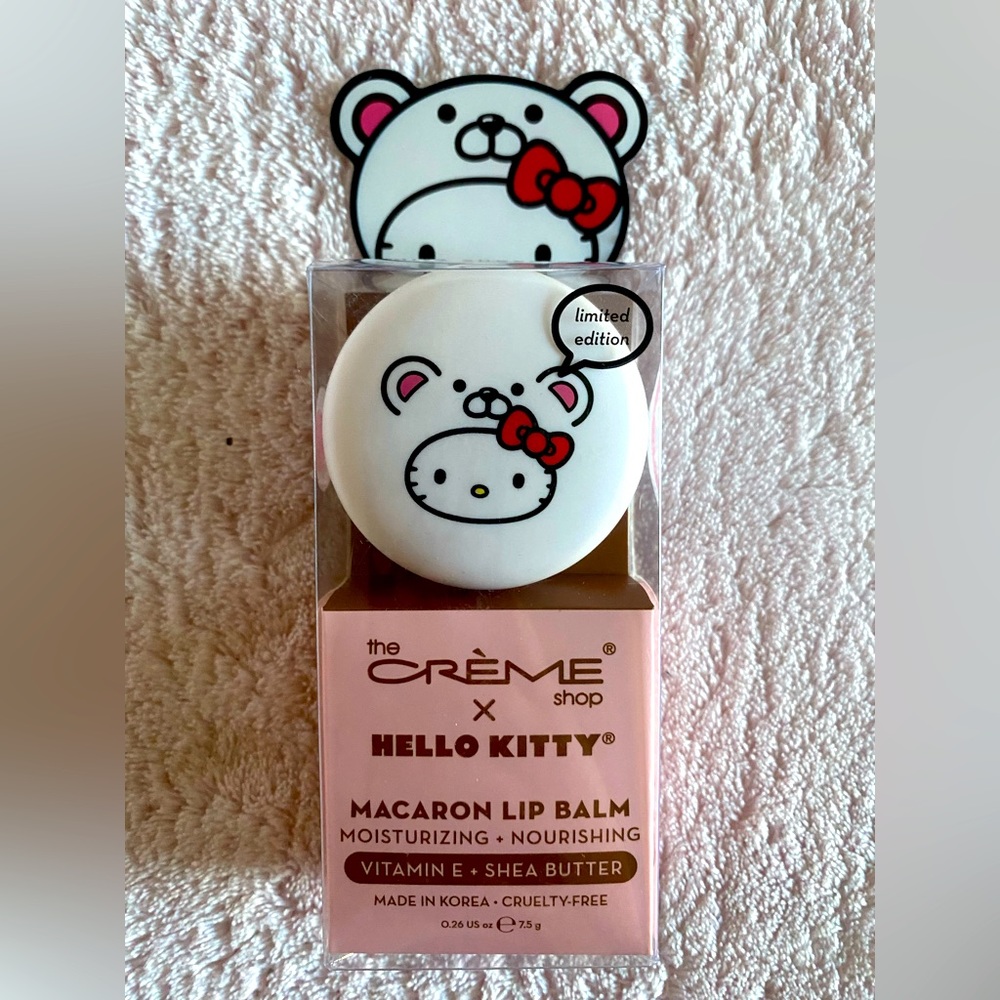 limited
edition
the
CRÈME®
shop
X
HELLO KITTY®
MACARON LIP BALM
MOISTURIZING + NOURISHING
VITAMIN E + SHEA BUTTER
MADE IN KOREA • CRUELTY-FREE
0.26 US oz ℮ 7.5 g